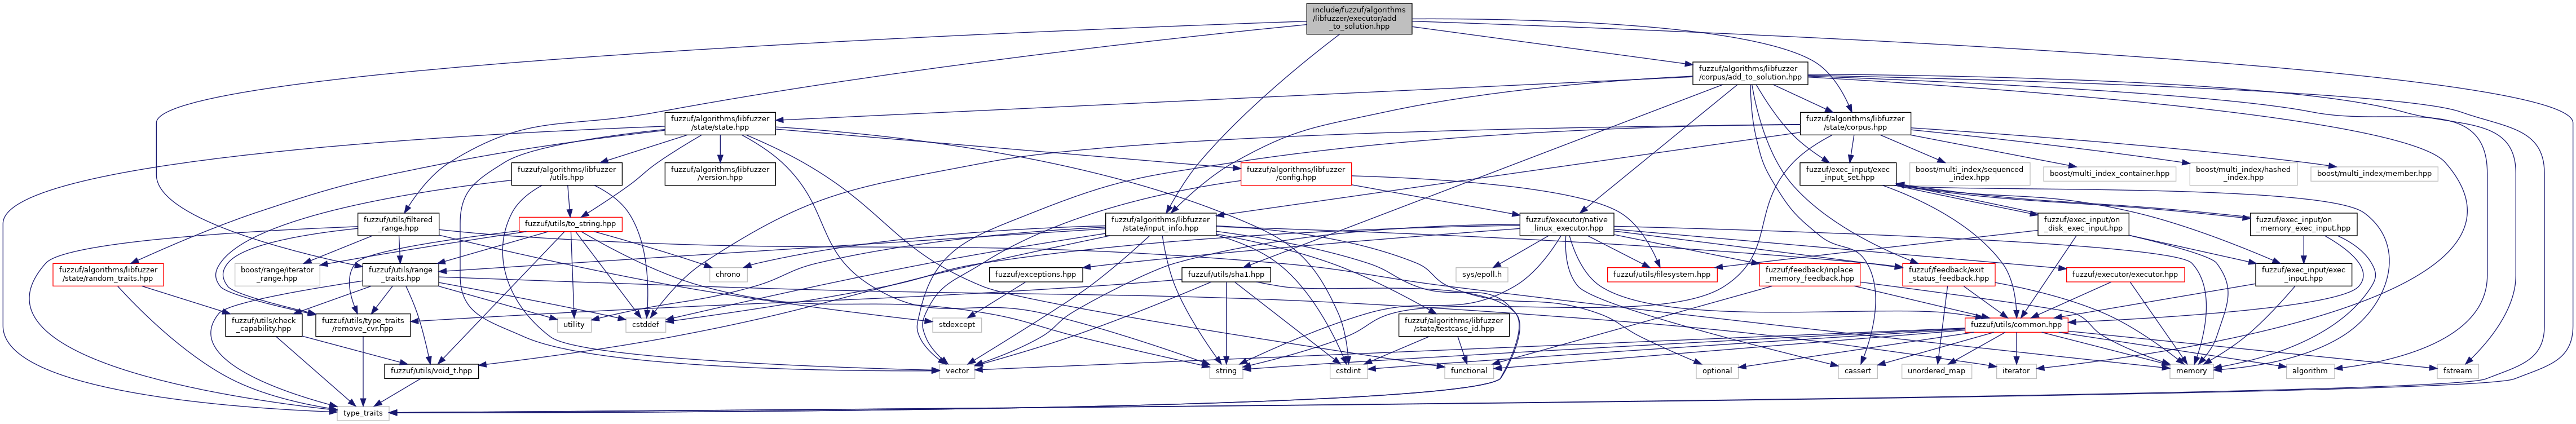 include/fuzzuf/algorithms
/libfuzzer/executor/add
_to_solution.hpp
fuzzuf/algorithms/libfuzzer
/corpus/add_to_solution.hpp
fuzzuf/algorithms/libfuzzer
/state/state.hpp
fuzzuf/algorithms/libfuzzer
/state/corpus.hpp
fuzzuf/algorithms/libfuzzer
/utils.hpp
fuzzuf/algorithms/libfuzzer
/version.hpp
fuzzuf/algorithms/libfuzzer
/config.hpp
fuzzuf/exec_input/exec
_input_set.hpp
boost/multi_index/sequenced
_index.hpp
boost/multi_index_container.hpp
boost/multi_index/hashed
_index.hpp
boost/multi_index/member.hpp
fuzzuf/utils/filtered
_range.hpp
fuzzuf/utils/to_string.hpp
fuzzuf/algorithms/libfuzzer
/state/input_info.hpp
fuzzuf/executor/native
_linux_executor.hpp
fuzzuf/exec_input/on
_disk_exec_input.hpp
fuzzuf/exec_input/on
_memory_exec_input.hpp
fuzzuf/algorithms/libfuzzer
/state/random_traits.hpp
boost/range/iterator
_range.hpp
fuzzuf/utils/range
_traits.hpp
chrono
fuzzuf/exceptions.hpp
fuzzuf/utils/sha1.hpp
sys/epoll.h
fuzzuf/utils/filesystem.hpp
fuzzuf/feedback/inplace
_memory_feedback.hpp
fuzzuf/feedback/exit
_status_feedback.hpp
fuzzuf/executor/executor.hpp
fuzzuf/exec_input/exec
_input.hpp
fuzzuf/utils/check
_capability.hpp
fuzzuf/utils/type_traits
/remove_cvr.hpp
utility
cstddef
stdexcept
fuzzuf/algorithms/libfuzzer
/state/testcase_id.hpp
fuzzuf/utils/common.hpp
fuzzuf/utils/void_t.hpp
vector
string
cstdint
functional
optional
cassert
unordered_map
iterator
memory
algorithm
fstream
type_traits